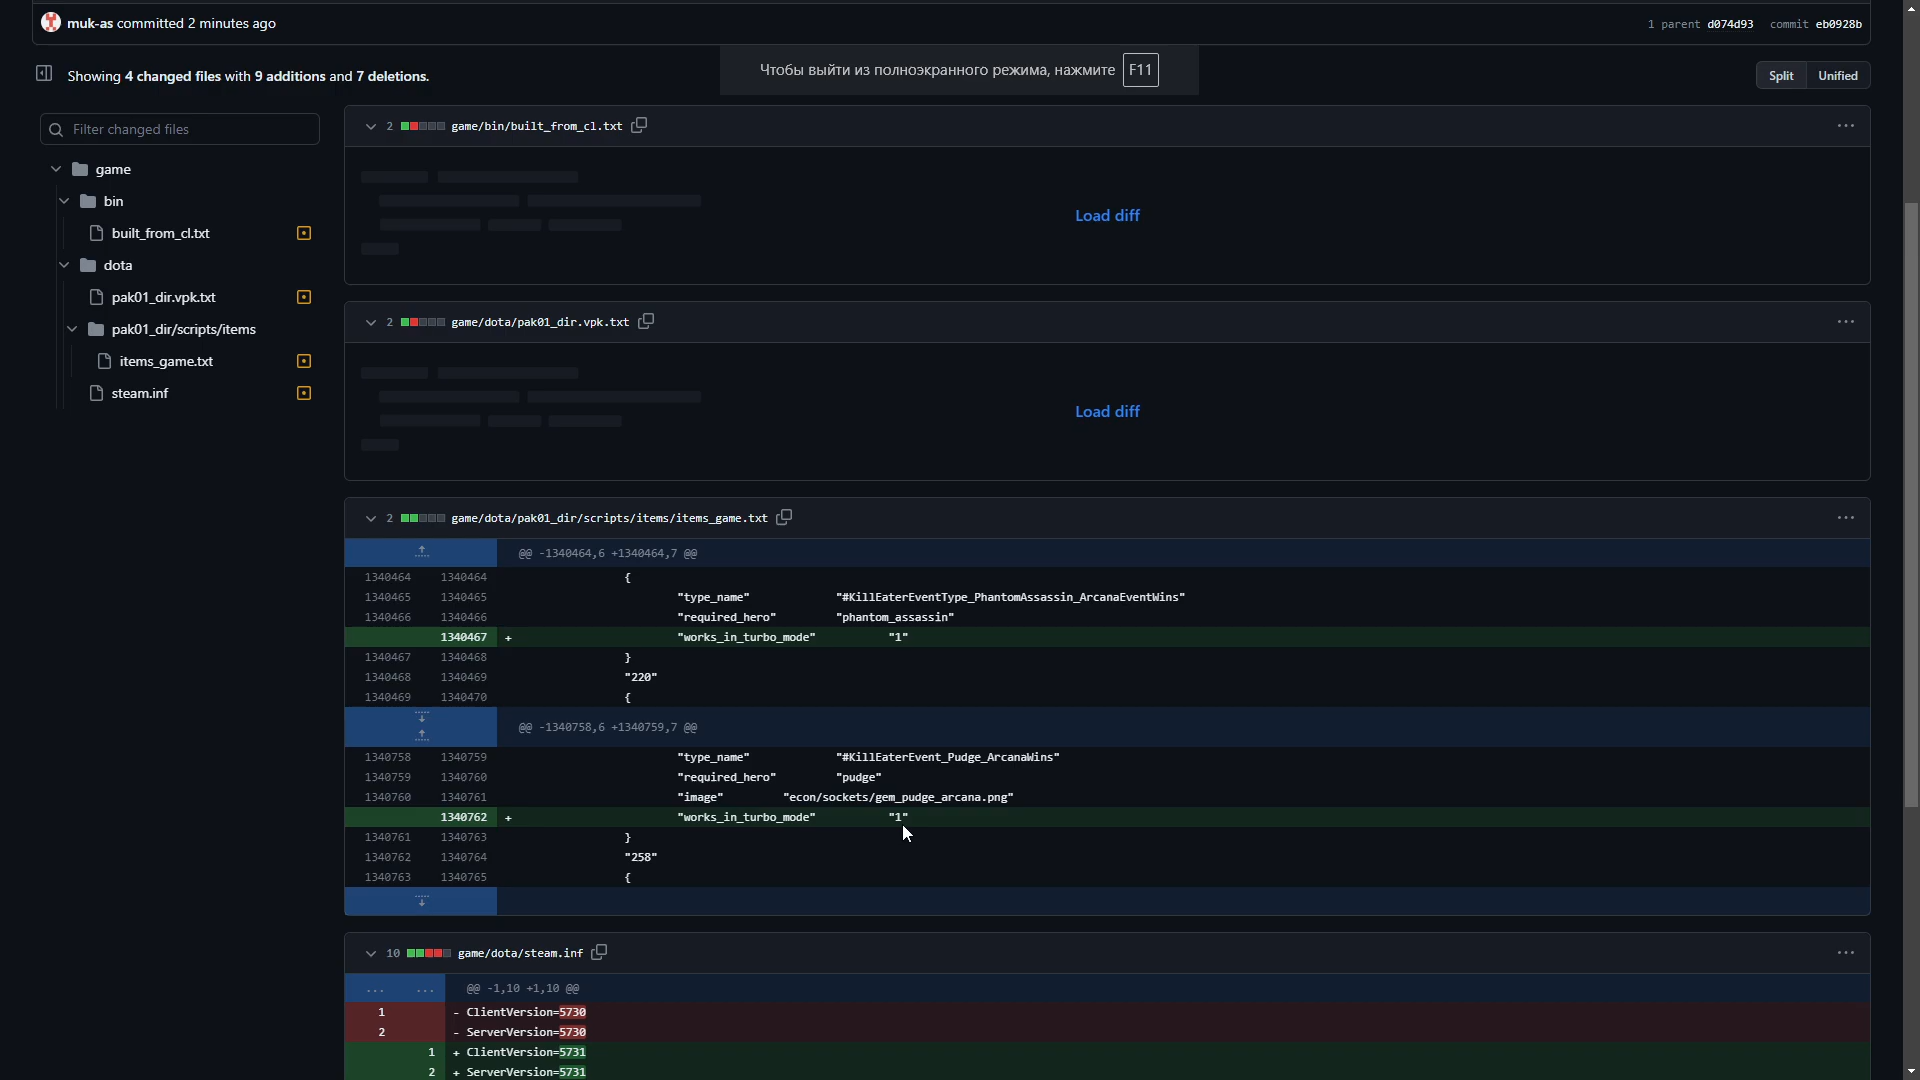 muk-as committed 2 minutes ago
1 parent d074d93 commit eb0928b
Showing 4 changed files with 9 additions and 7 deletions.
Чтобы выйти из полноэкранного режима, нажмите F11
Split Unified
Filter changed files
game
bin
built_from_cl.txt
dota
pak01_dir.vpk.txt
pak01_dir/scripts/items
items_game.txt
steam.inf
2 game/bin/built_from_cl.txt
Load diff
2 game/dota/pak01_dir.vpk.txt
Load diff
2 game/dota/pak01_dir/scripts/items/items_game.txt
@@ -1340464,6 +1340464,7 @@
1340464 1340464 {
1340465 1340465 "type_name" "#KillEaterEventType_PhantomAssassin_ArcanaEventWins"
1340466 1340466 "required_hero" "phantom_assassin"
1340467 + "works_in_turbo_mode" "1"
1340467 1340468 }
1340468 1340469 "220"
1340469 1340470 {
@@ -1340758,6 +1340759,7 @@
1340758 1340759 "type_name" "#KillEaterEvent_Pudge_ArcanaWins"
1340759 1340760 "required_hero" "pudge"
1340760 1340761 "image" "econ/sockets/gem_pudge_arcana.png"
1340762 + "works_in_turbo_mode" "1"
1340761 1340763 }
1340762 1340764 "258"
1340763 1340765 {
10 game/dota/steam.inf
... ... @@ -1,10 +1,10 @@
1 - ClientVersion=5730
2 - ServerVersion=5730
1 + ClientVersion=5731
2 + ServerVersion=5731